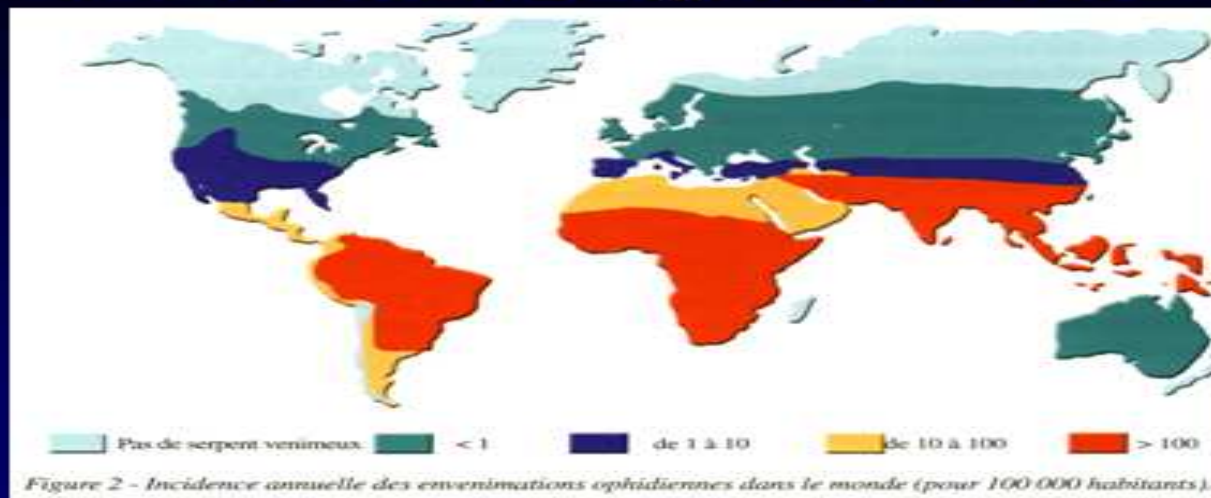 Pas de serpent venimeux < 1 de 1 à 10 de 10 à 100 > 100
Figure 2 - Incidence annuelle des envenimations ophidiennes dans le monde (pour 100 000 habitants).